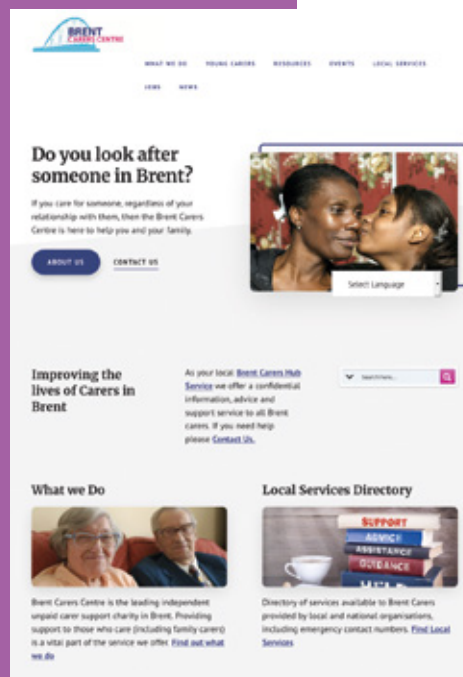 BRENT
CARERS CENTRE
WHAT WE DO YOUNG CARERS RESOURCES EVENTS LOCAL SERVICES
JOBS NEWS
Do you look after
someone in Brent?
If you care for someone, regardless of your
relationship with them, then the Brent Carers
Centre is here to help you and your family.
ABOUT US CONTACT US
Select Language
Improving the
lives of Carers in
Brent
As your local Brent Carers Hub
Service we offer a confidential
information, advice and
support service to all Brent
carers. If you need help
please Contact Us.
Search here...
What we Do
Brent Carers Centre is the leading independent
unpaid carer support charity in Brent. Providing
support to those who care (including family carers)
is a vital part of the service we offer. Find out what
we do
Local Services Directory
SUPPORT
ADVICE
ASSISTANCE
GUIDANCE
HELP
Directory of services available to Brent Carers
provided by local and national organisations,
including emergency contact numbers. Find Local
Services